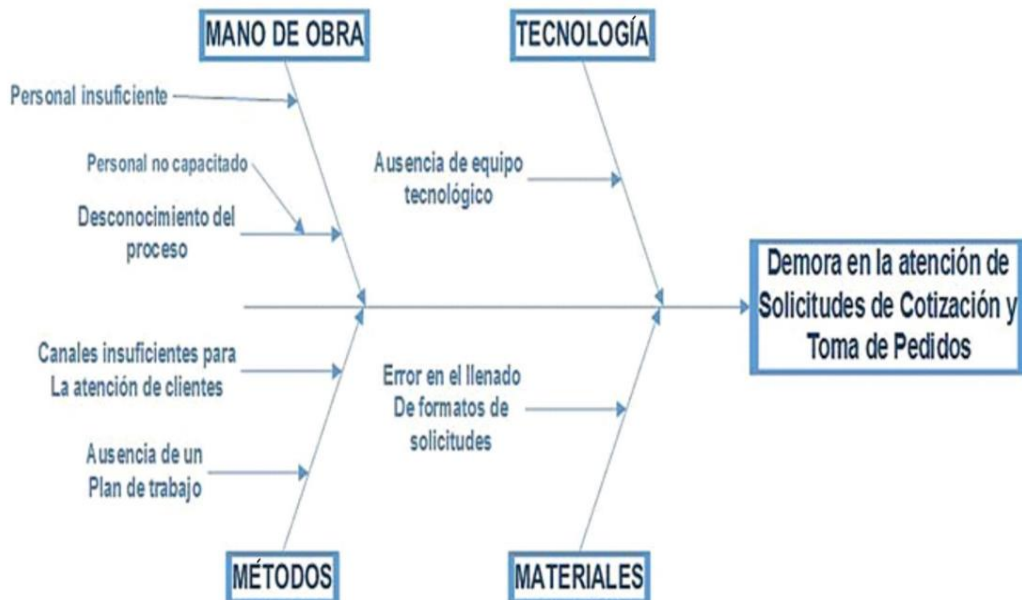 MANO DE OBRA
TECNOLOGÍA
Personal insuficiente
Personal no capacitado
Desconocimiento del
proceso
Ausencia de equipo
tecnológico
Demora en la atención de
Solicitudes de Cotización y
Toma de Pedidos
Canales insuficientes para
La atención de clientes
Error en el llenado
De formatos de
solicitudes
Ausencia de un
Plan de trabajo
MÉTODOS
MATERIALES